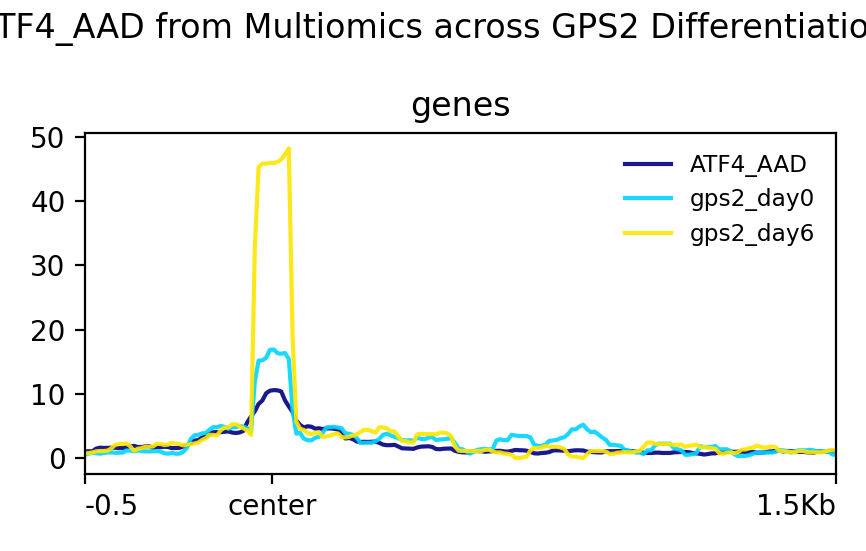 TF4_AAD from Multiomics across GPS2 Differentiatio
genes
50
40
30
20
10
0
ATF4_AAD
gps2_day0
gps2_day6
-0.5
center
1.5Kb